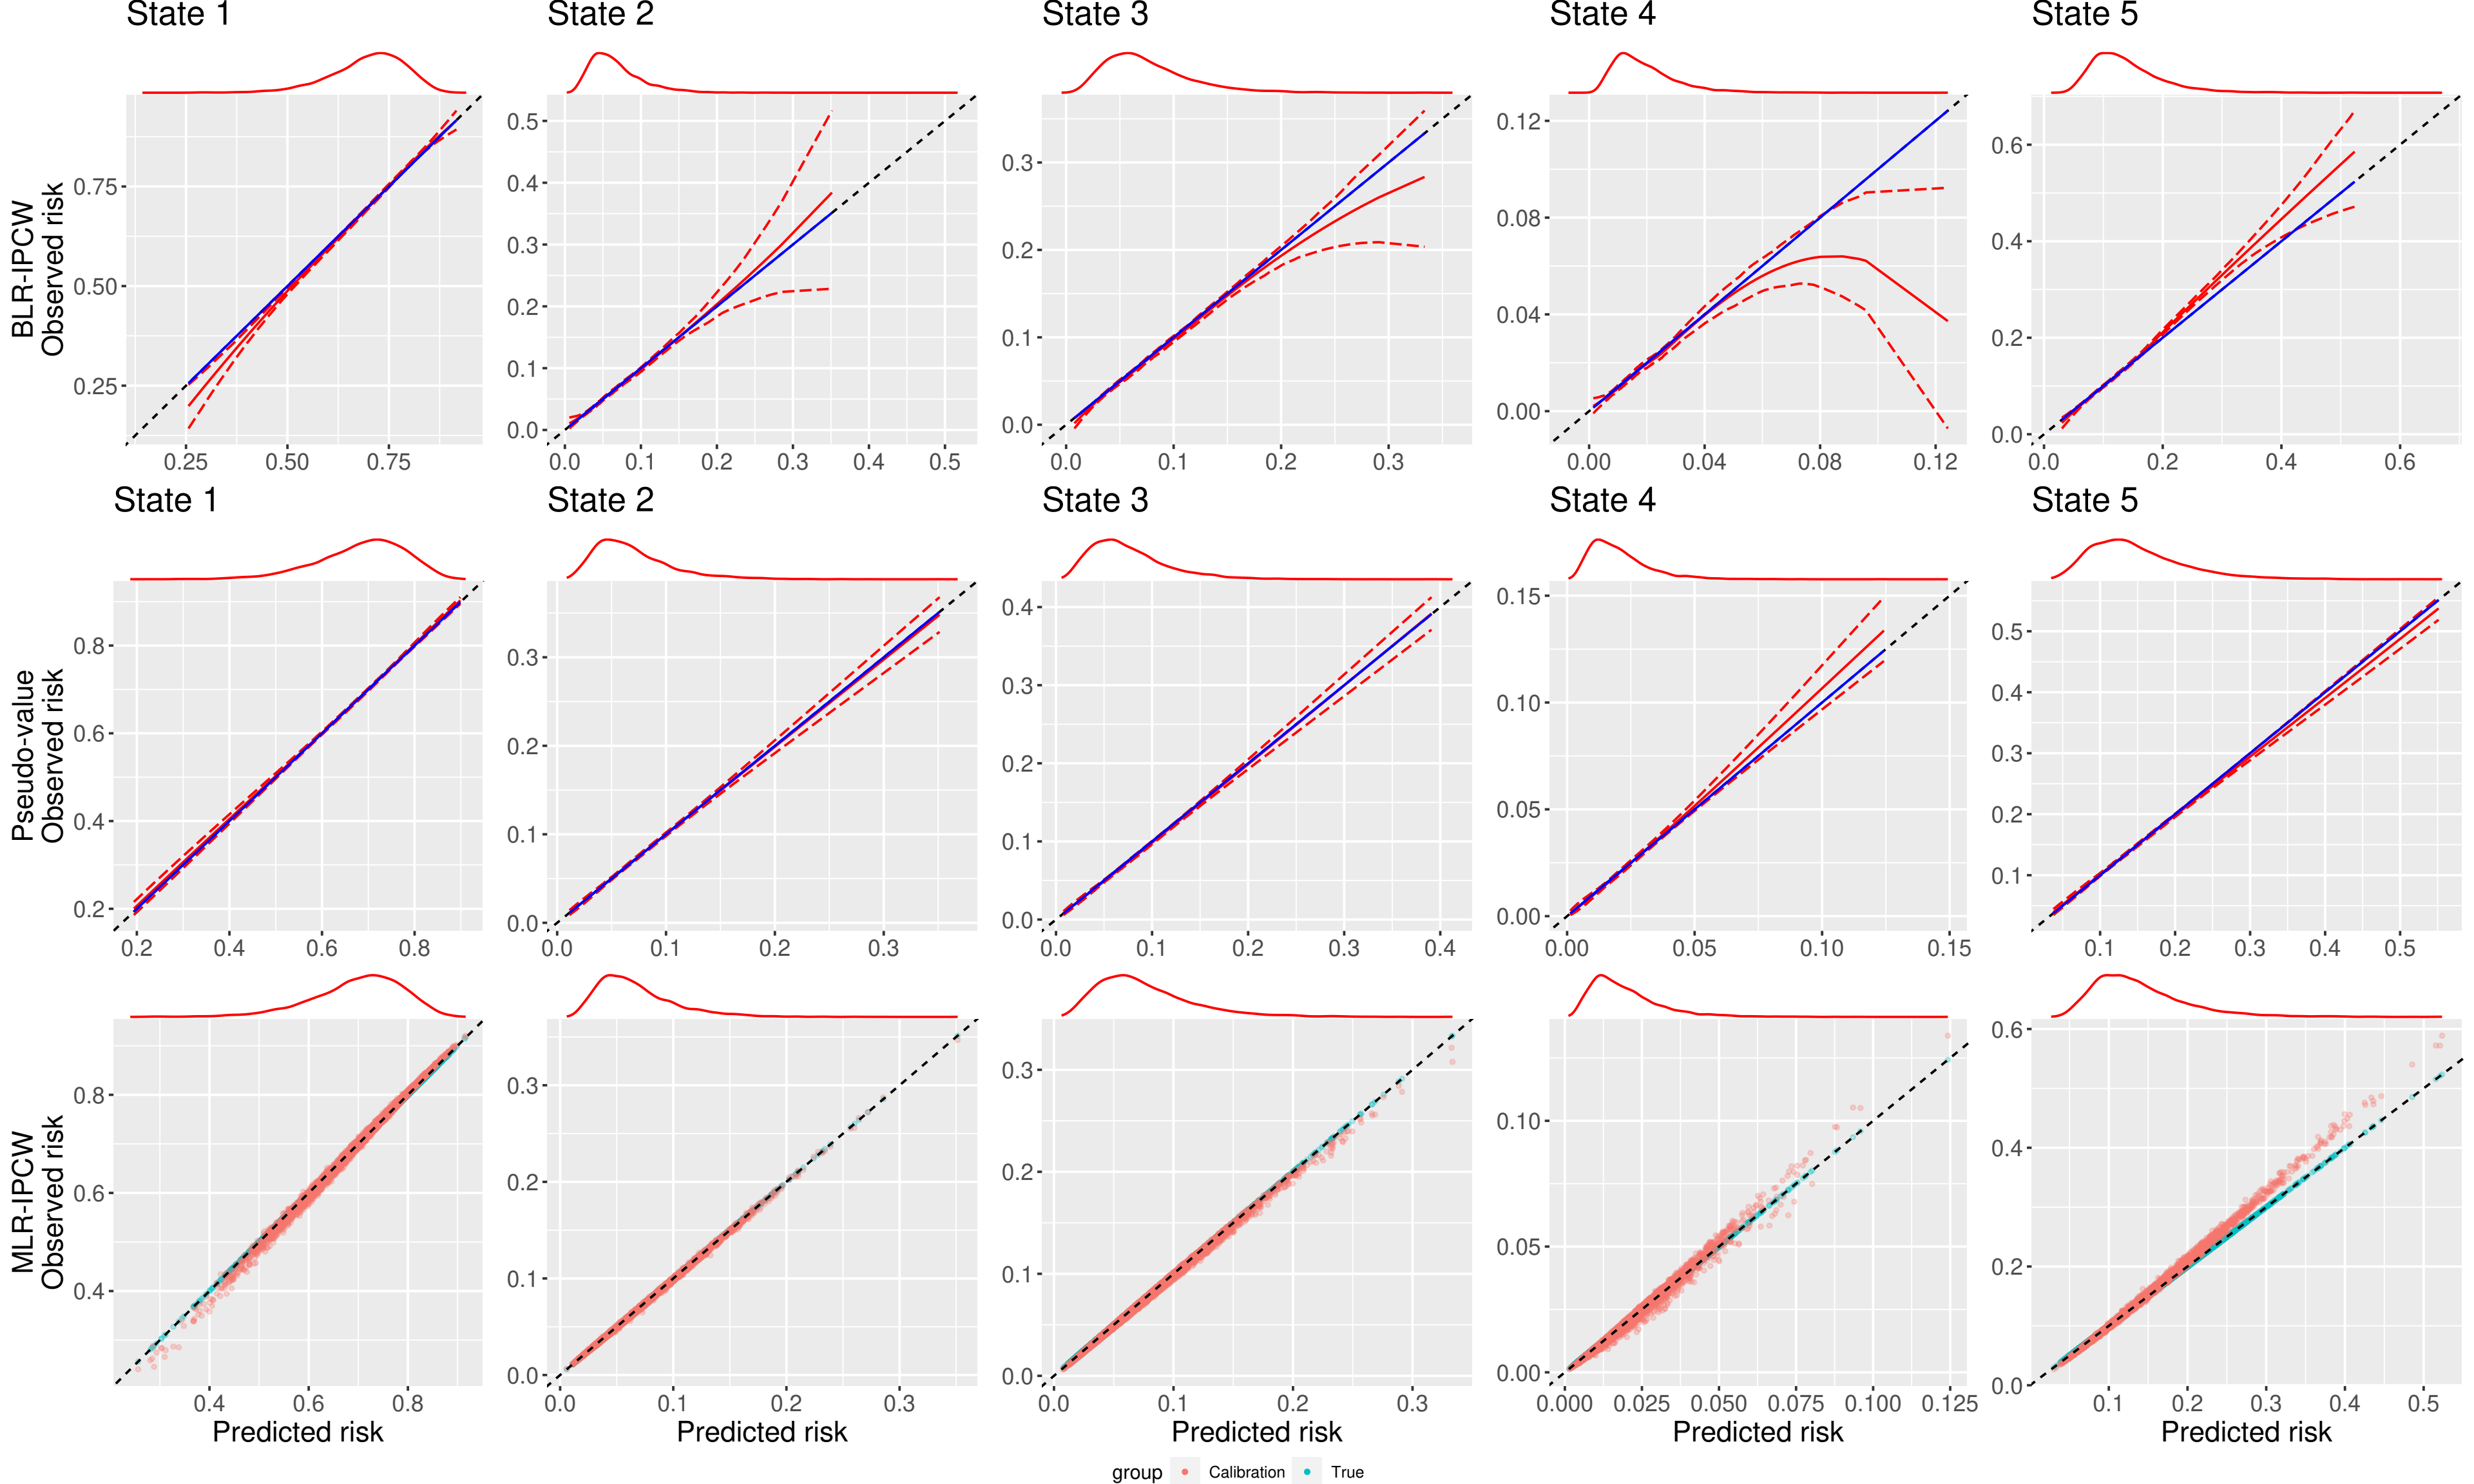 State 1 State 2 State 3 State 4 State 5
BLR-IPCW
Observed risk
0.75
0.50
0.25
0.25 0.50 0.75
0.5
0.4
0.3
0.2
0.1
0.0
0.0 0.1 0.2 0.3 0.4 0.5
0.3
0.2
0.1
0.0
0.0 0.1 0.2 0.3
0.12
0.08
0.04
0.00
0.00 0.04 0.08 0.12
0.6
0.4
0.2
0.0
0.0 0.2 0.4 0.6
State 1 State 2 State 3 State 4 State 5
Pseudo-value
Observed risk
0.8
0.6
0.4
0.2
0.2 0.4 0.6 0.8
0.3
0.2
0.1
0.0
0.0 0.1 0.2 0.3
0.4
0.3
0.2
0.1
0.0
0.0 0.1 0.2 0.3 0.4
0.15
0.10
0.05
0.00
0.00 0.05 0.10 0.15
0.5
0.4
0.3
0.2
0.1
0.1 0.2 0.3 0.4 0.5
MLR-IPCW
Observed risk
0.8
0.6
0.4
0.4 0.6 0.8
Predicted risk
0.3
0.2
0.1
0.0
0.0 0.1 0.2 0.3
Predicted risk
0.3
0.2
0.1
0.0
0.0 0.1 0.2 0.3
Predicted risk
0.10
0.05
0.00
0.000 0.025 0.050 0.075 0.100 0.125
Predicted risk
0.6
0.4
0.2
0.0
0.1 0.2 0.3 0.4 0.5
Predicted risk
group Calibration True